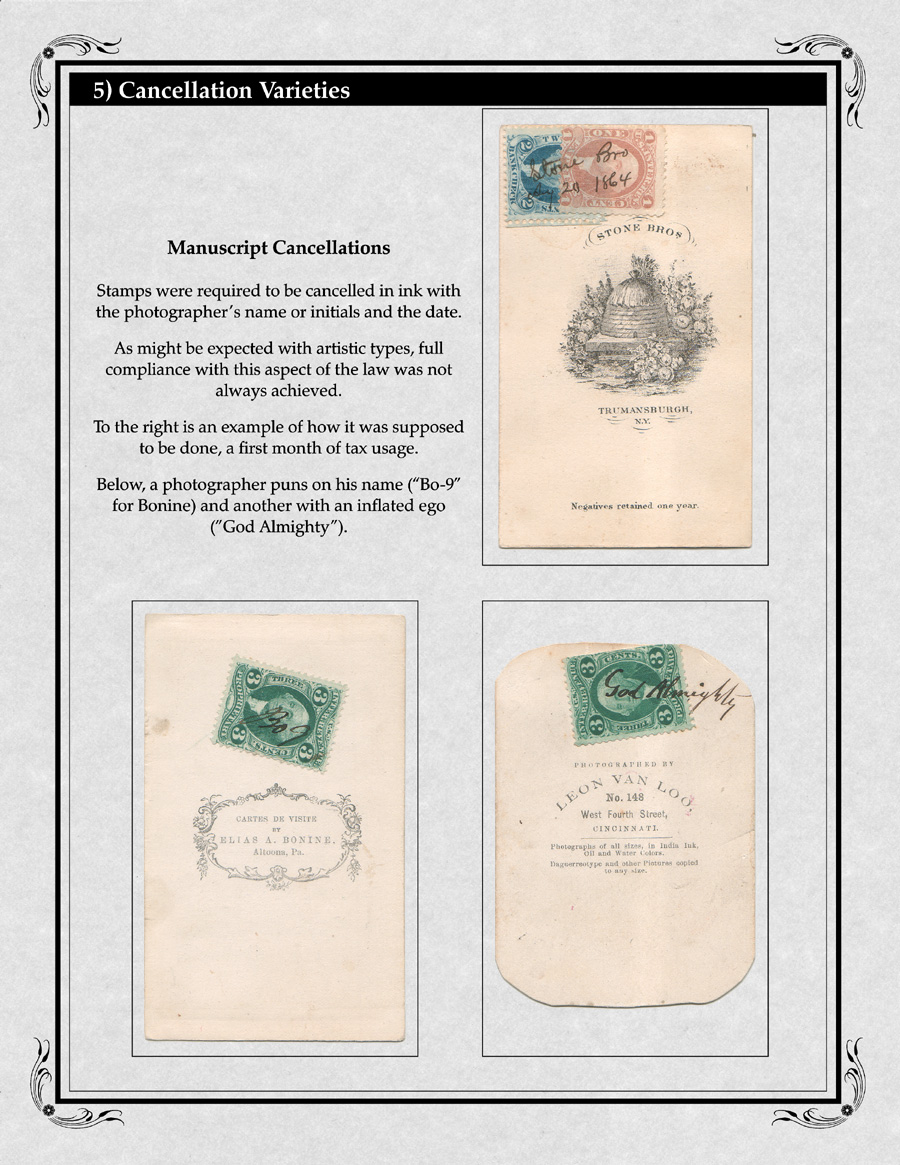 5) Cancellation Varieties
Manuscript Cancellations
Stamps were required to be cancelled in ink with
the photographer's name or initials and the date.
As might be expected with artistic types, full
compliance with this aspect of the law was not
always achieved.
To the right is an example of how it was supposed
to be done, a first month of tax usage.
Below, a photographer puns on his name (“Bo-9”
for Bonine) and another with an inflated ego
(”God Almighty”).
ONE
Stone Bro
20 1864
STONE BROS
TRUMANSBURGH,
N.Y.
Negatives retained one year.
THREE
CENTS
Bo9
CARTES DE VISITE
BY
ELIAS A. BONINE,
Altoona, Pa.
CENTS
God Almighty
THREE
PHOTOGRAPHED BY
LEON VAN LOO,
No. 148
West Fourth Street,
CINCINNATI.
Photographs of all sizes, in India Ink,
Oil and Water Colors.
Daguerreotype and other Pictures copied
to any size.